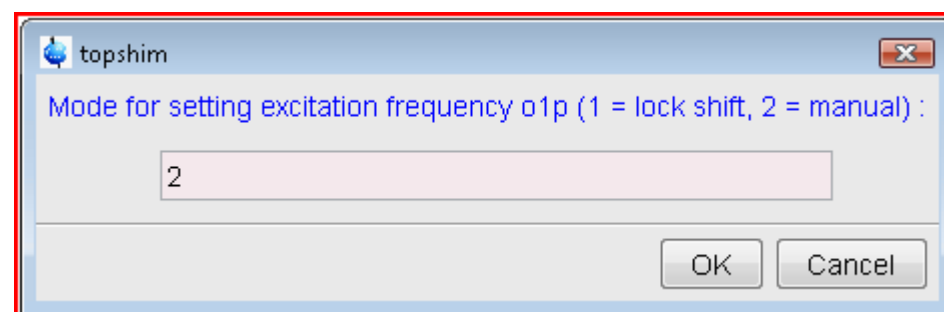 topshim
Mode for setting excitation frequency o1p (1 = lock shift, 2 = manual) :
2
OK Cancel